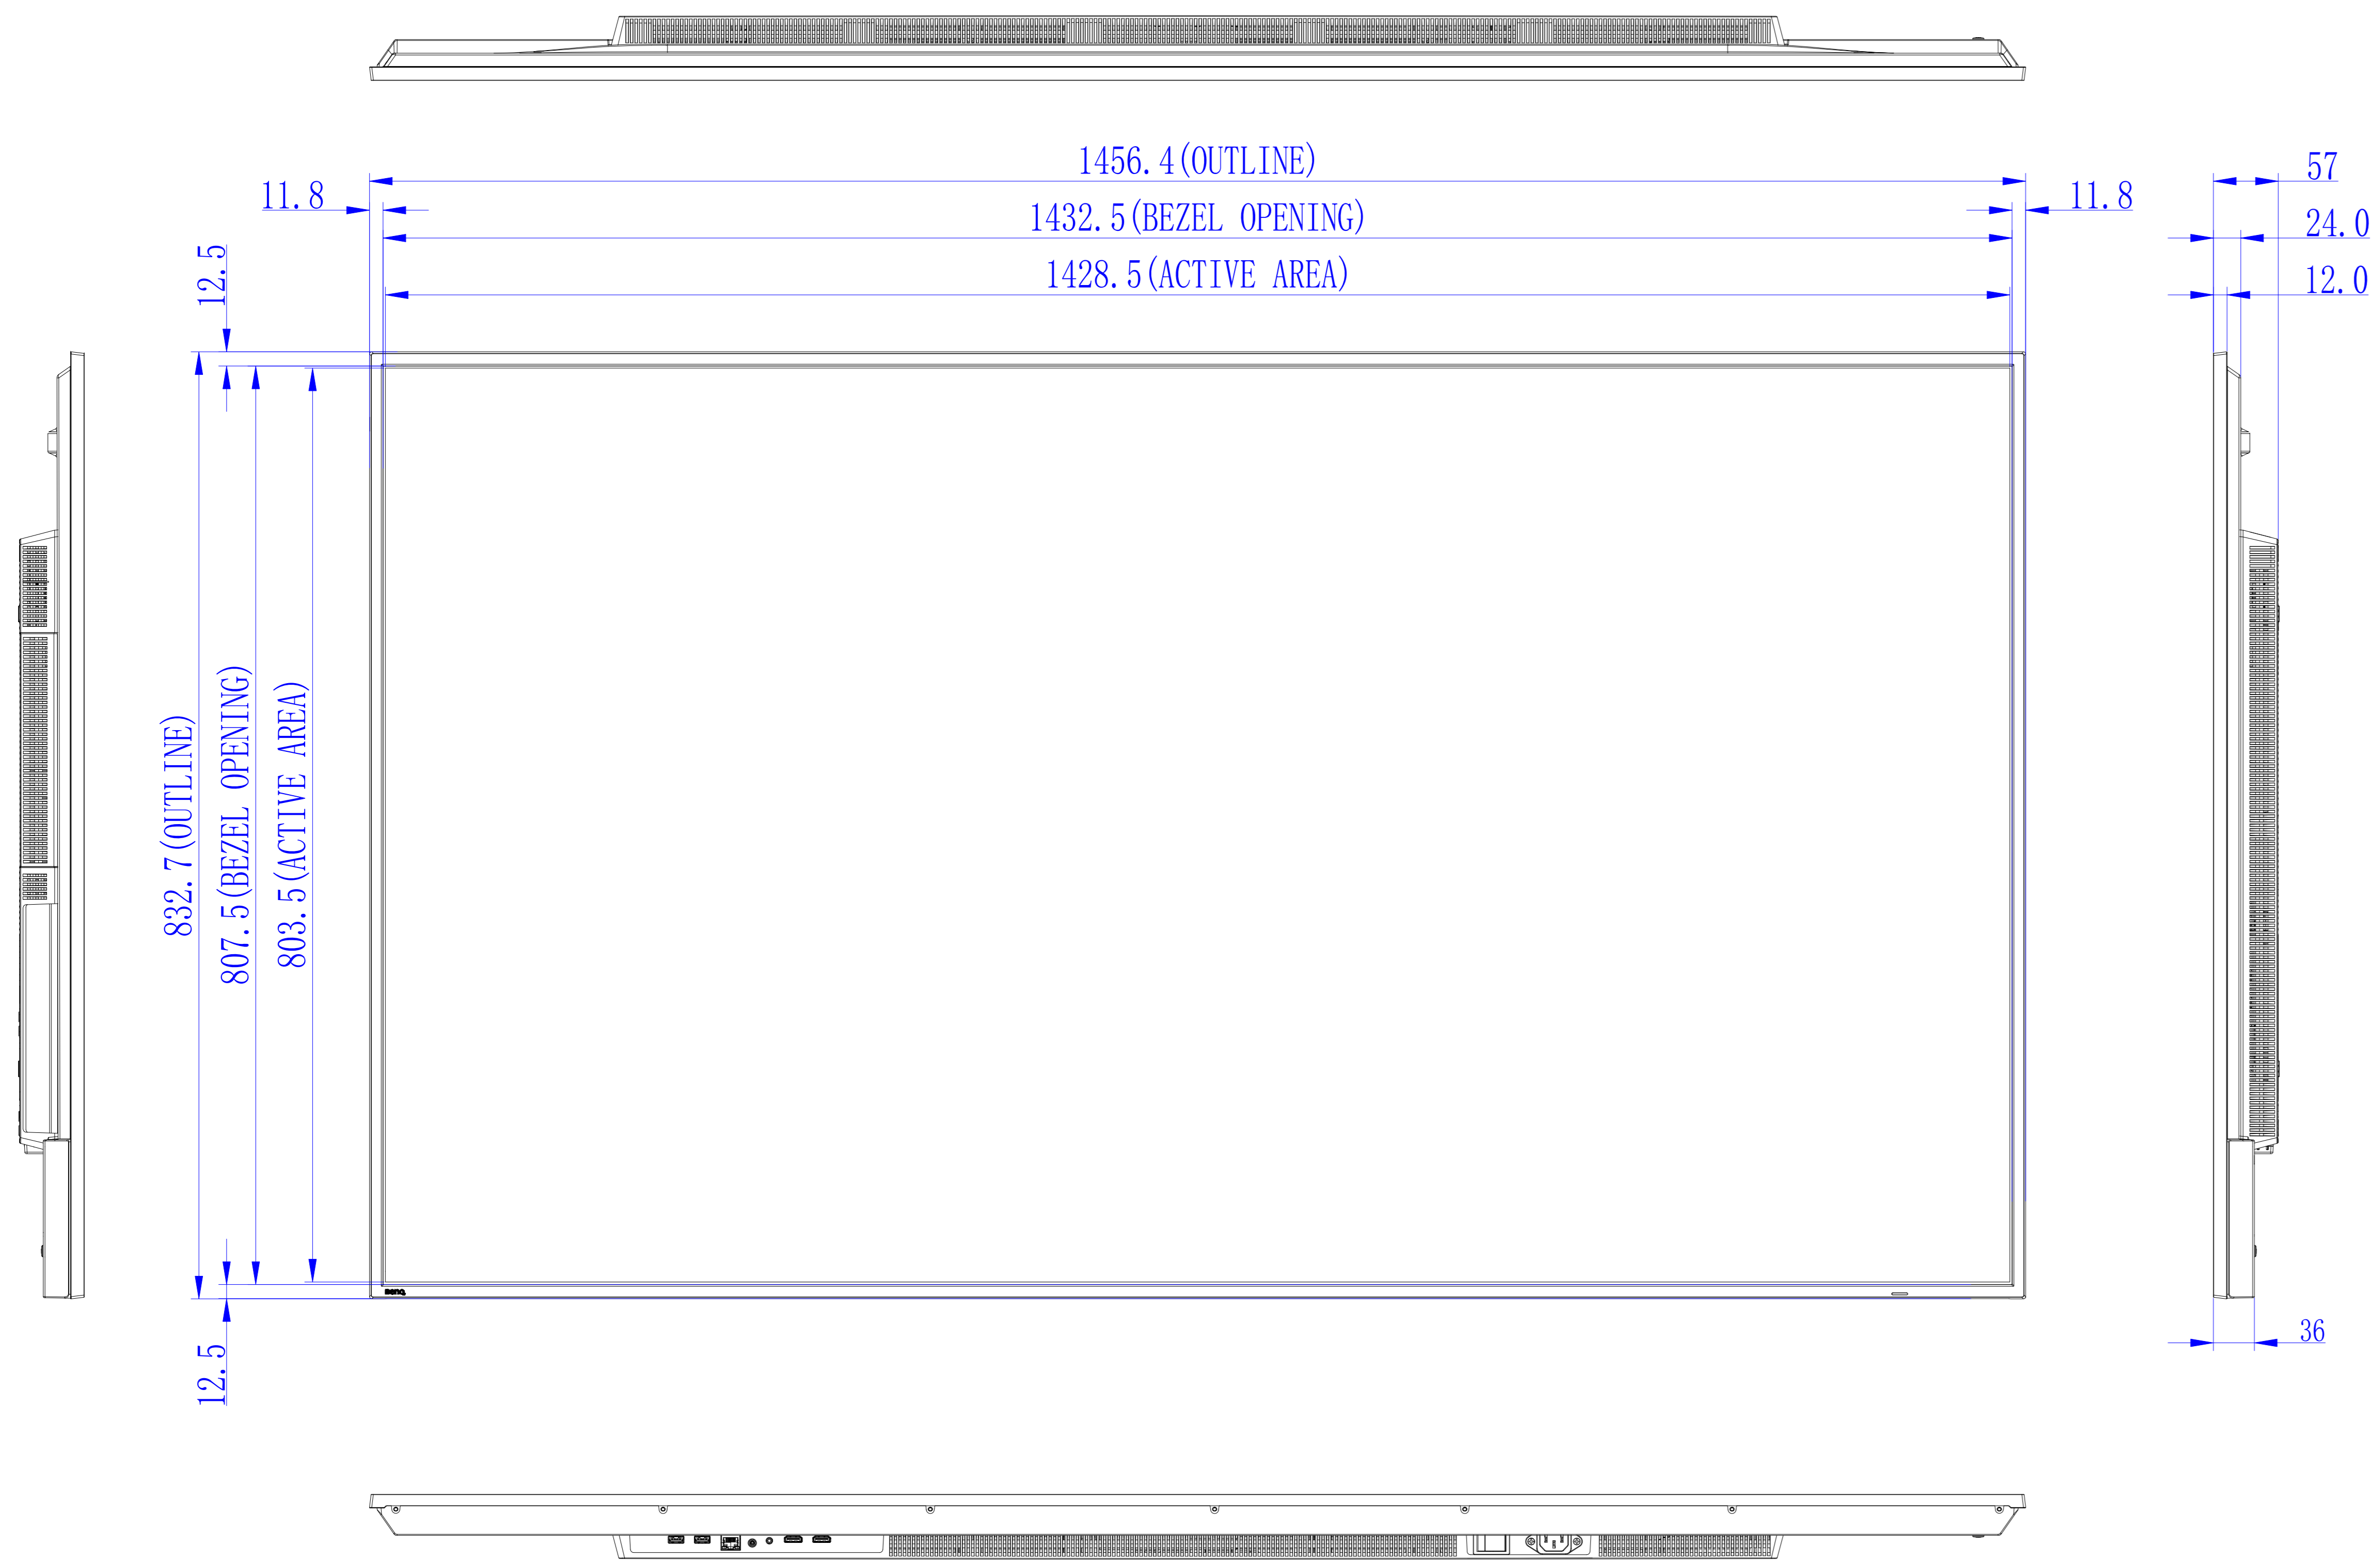 1456.4(OUTLINE)
57
11.8
1432.5(BEZEL OPENING)
11.8
24.0
12.5
1428.5(ACTIVE AREA)
12.0
832.7(OUTLINE)
807.5(BEZEL OPENING)
803.5(ACTIVE AREA)
BenQ
36
12.5